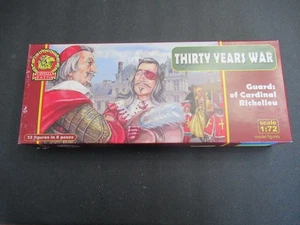 THIRTY YEARS WAR
Guards
of Cardinal
Richelieu
scale
1:72